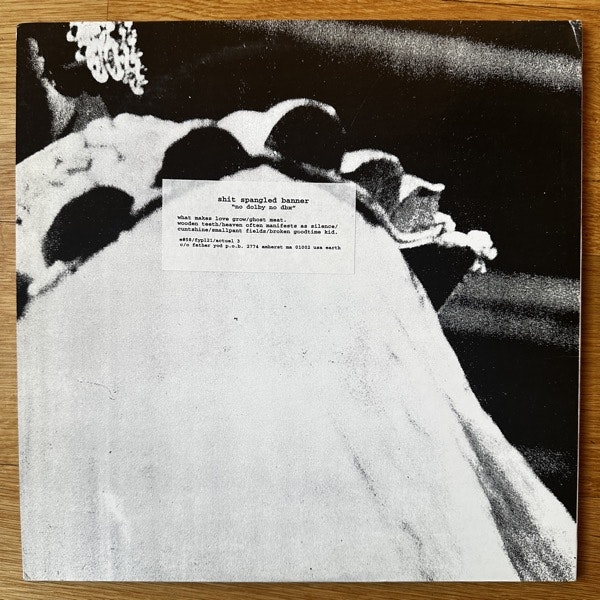 shit spangled banner
"no dolby no dbx"
what makes love grow/ghost meat.
wooden teeth/heaven often manifests as silence/
cuntshine/smallpant fields/broken goodtime kid.
e#58/fyp121/actuel 3
c/o father yod p.o.b. 2774 amherst ma 01002 usa earth